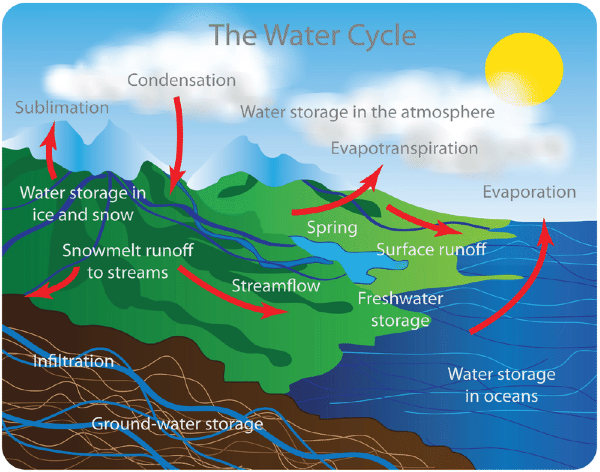 The Water Cycle
Condensation
Sublimation
Water storage in the atmosphere
Evapotranspiration
Evaporation
Water storage in
ice and snow
Spring
Surface runoff
Snowmelt runoff
to streams
Streamflow
Freshwater
storage
Infiltration
Water storage
in oceans
Ground-water storage